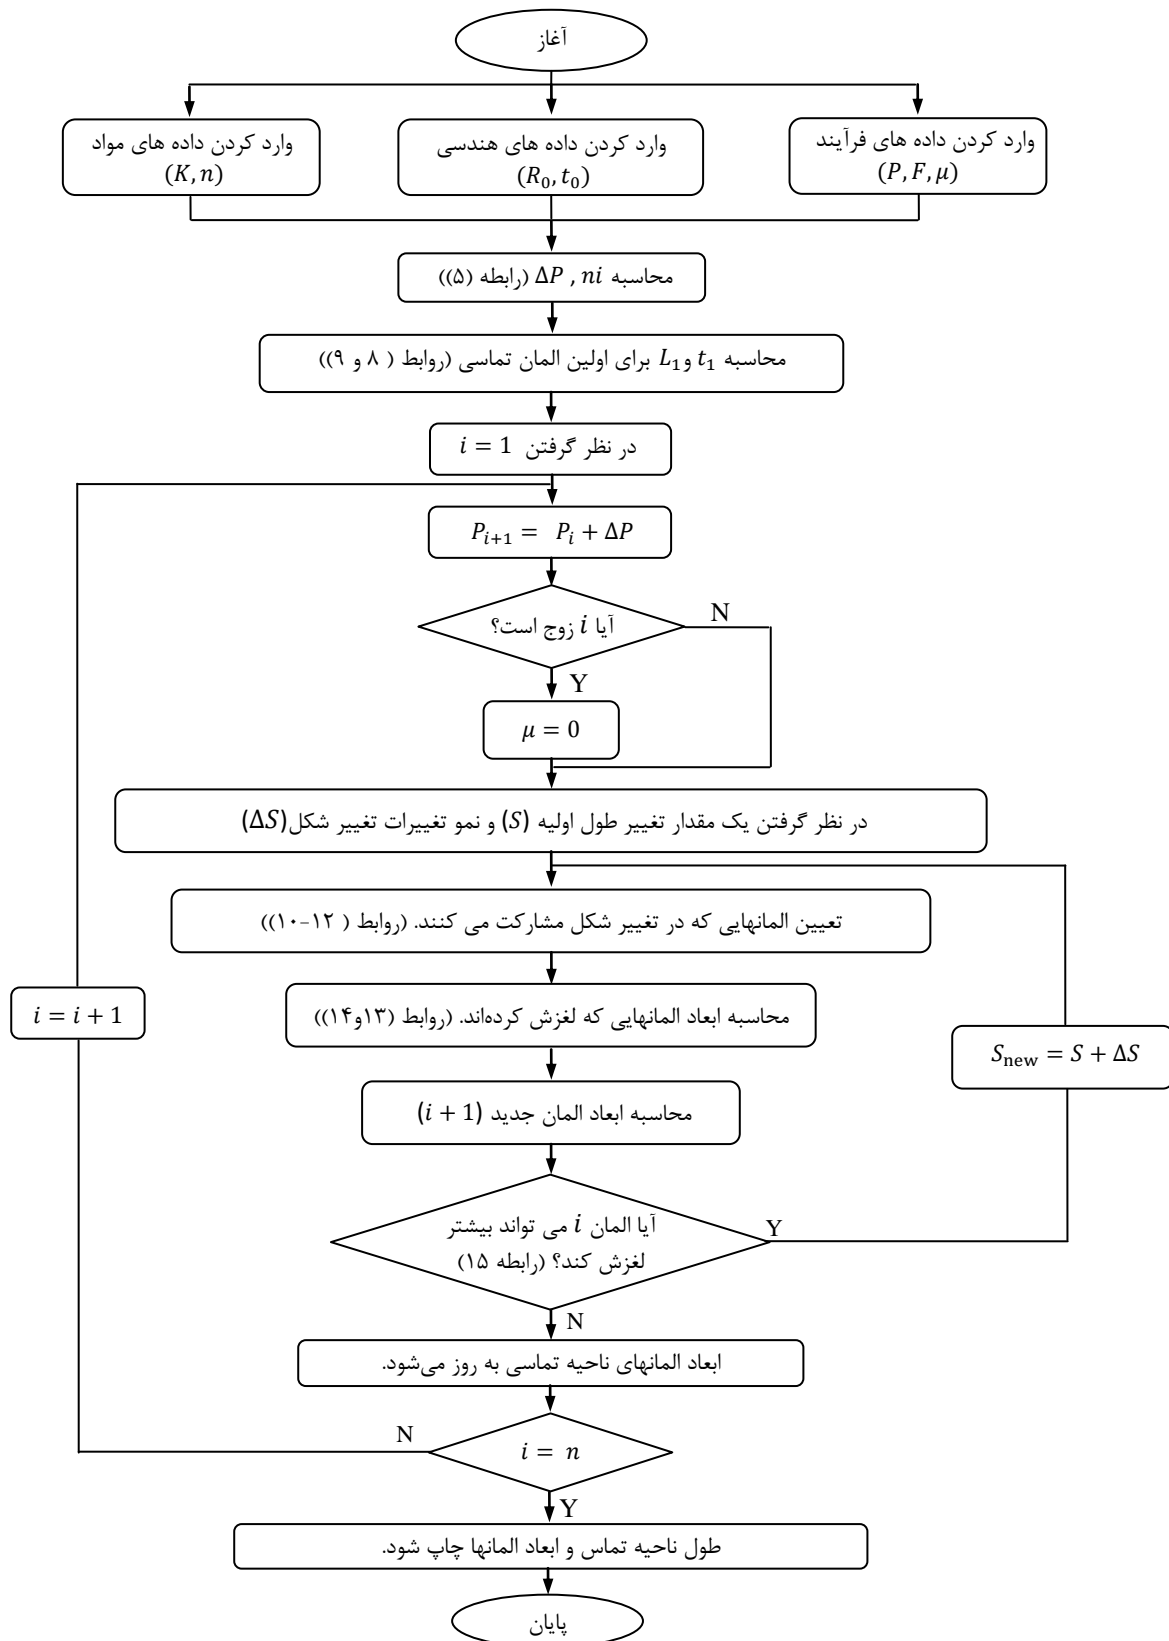 آغاز
وارد کردن داده های فرآیند
(P, F, μ)
وارد کردن داده های هندسی
(R₀, t₀)
وارد کردن داده های مواد
(K, n)
محاسبه ΔP , ni (رابطه (۵))
محاسبه t₁ و L₁ برای اولین المان تماسی (روابط ( ۸ و ۹))
در نظر گرفتن i = 1
Pᵢ₊₁ = Pᵢ + ΔP
آیا i زوج است؟
N
Y
μ = 0
در نظر گرفتن یک مقدار تغییر طول اولیه (S) و نمو تغییرات تغییر شکل(ΔS)
تعیین المانهایی که در تغییر شکل مشارکت می کنند. (روابط ( ۱۲-۱۰))
محاسبه ابعاد المانهایی که لغزش کرده‌اند. (روابط (۱۳و۱۴))
i = i + 1
S_new = S + ΔS
محاسبه ابعاد المان جدید (i + 1)
آیا المان i می تواند بیشتر
لغزش کند؟ (رابطه ۱۵)
Y
N
ابعاد المانهای ناحیه تماسی به روز می‌شود.
i = n
N
Y
طول ناحیه تماس و ابعاد المانها چاپ شود.
پایان